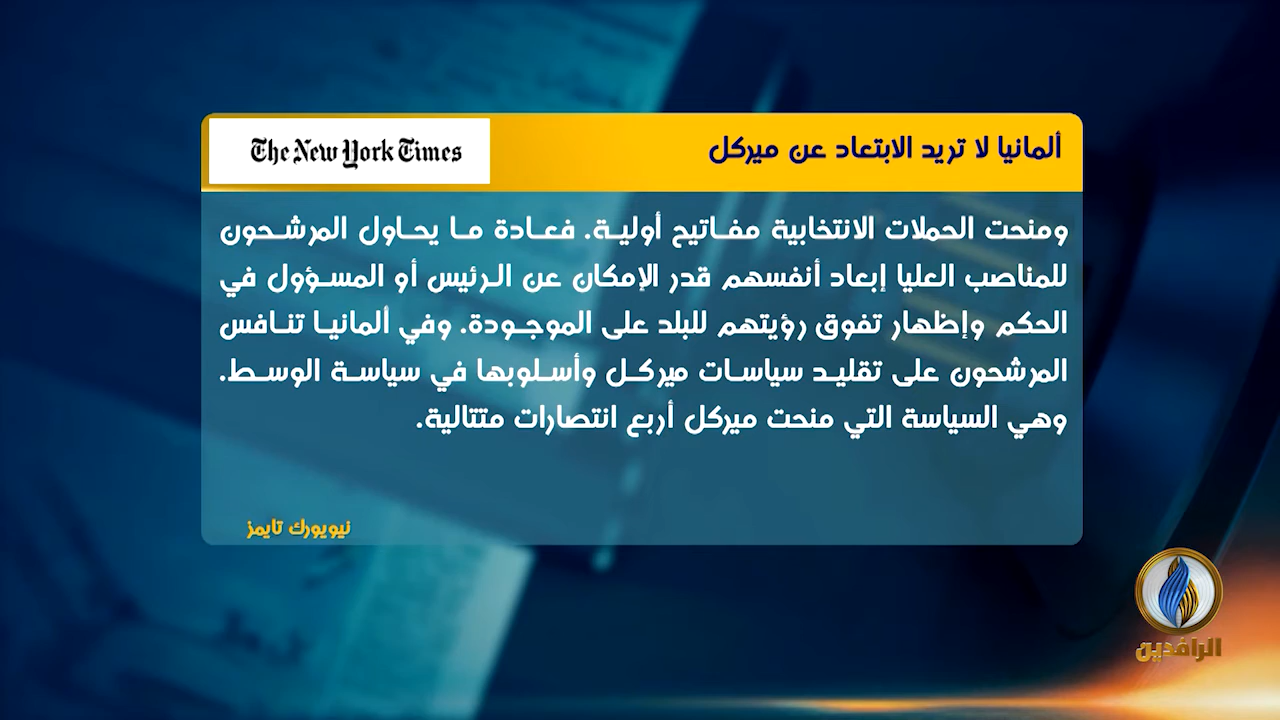 ألمانيا لا تريد الابتعاد عن ميركل
The New York Times
ومنحت الحملات الانتخابية مفاتيح أولية. فعادة ما يحاول المرشحون
للمناصب العليا إبعاد أنفسهم قدر الإمكان عن الرئيس أو المسؤول في
الحكم وإظهار تفوق رؤيتهم للبلد على الموجودة. وفي ألمانيا تنافس
المرشحون على تقليد سياسات ميركل وأسلوبها في سياسة الوسط.
وهي السياسة التي منحت ميركل أربع انتصارات متتالية.
نيويورك تايمز
الرافدين